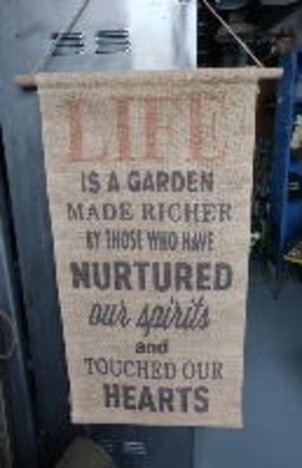 LIFE
IS A GARDEN
MADE RICHER
BY THOSE WHO HAVE
NURTURED
our spirits
and
TOUCHED OUR
HEARTS